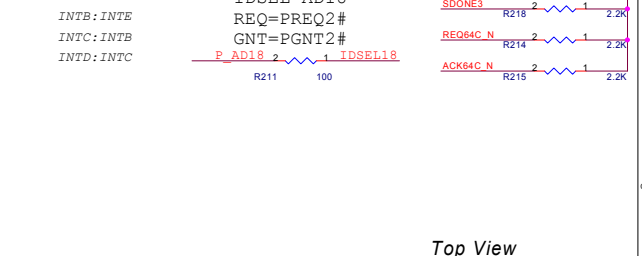 INTB:INTE
INTC:INTB
INTD:INTC
REQ=PREQ2#
GNT=PGNT2#
P_AD18 2 1 IDSEL18
R211 100
SDONE3 2 1
R218 2.2K
REQ64C_N 2 1
R214 2.2K
ACK64C_N 2 1
R215 2.2K
Top View